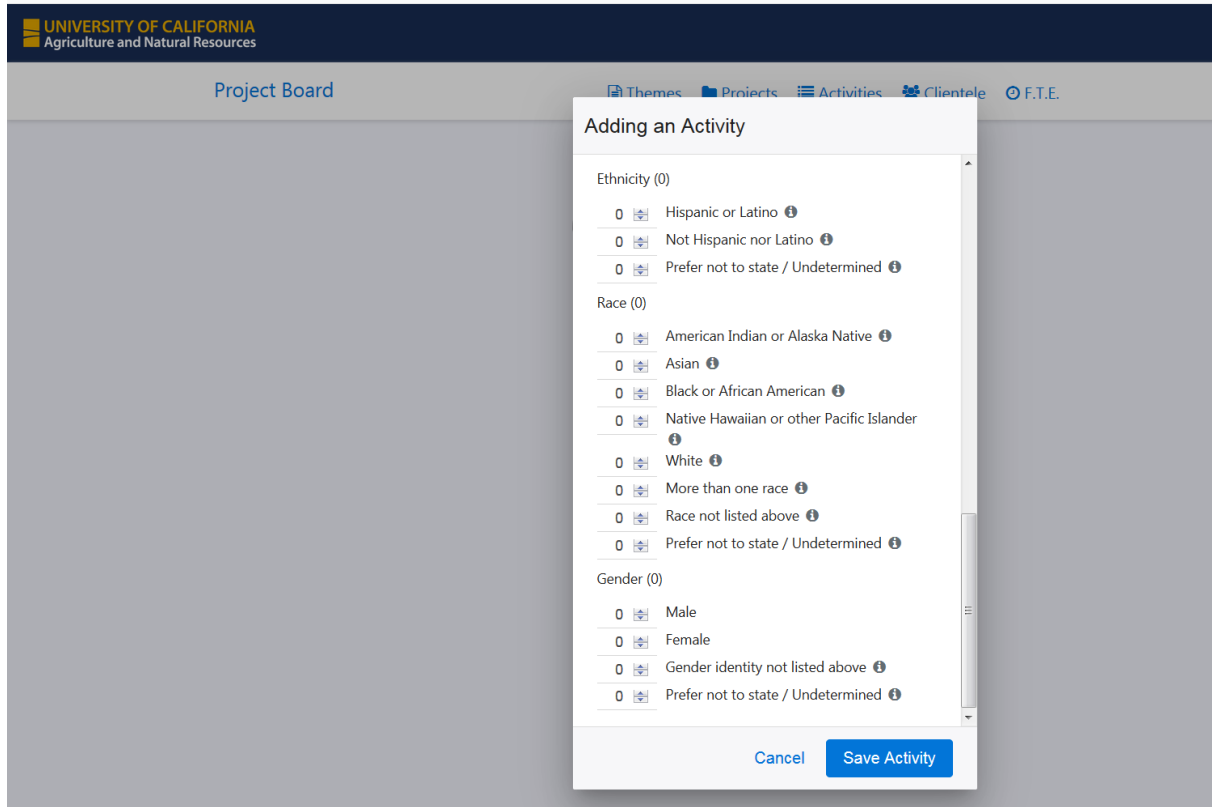 UNIVERSITY OF CALIFORNIA
Agriculture and Natural Resources
Project Board
Themes Projects Activities Clientele F.T.E.
Adding an Activity
Ethnicity (0)
0 Hispanic or Latino
0 Not Hispanic nor Latino
0 Prefer not to state / Undetermined
Race (0)
0 American Indian or Alaska Native
0 Asian
0 Black or African American
0 Native Hawaiian or other Pacific Islander
0 White
0 More than one race
0 Race not listed above
0 Prefer not to state / Undetermined
Gender (0)
0 Male
0 Female
0 Gender identity not listed above
0 Prefer not to state / Undetermined
Cancel Save Activity